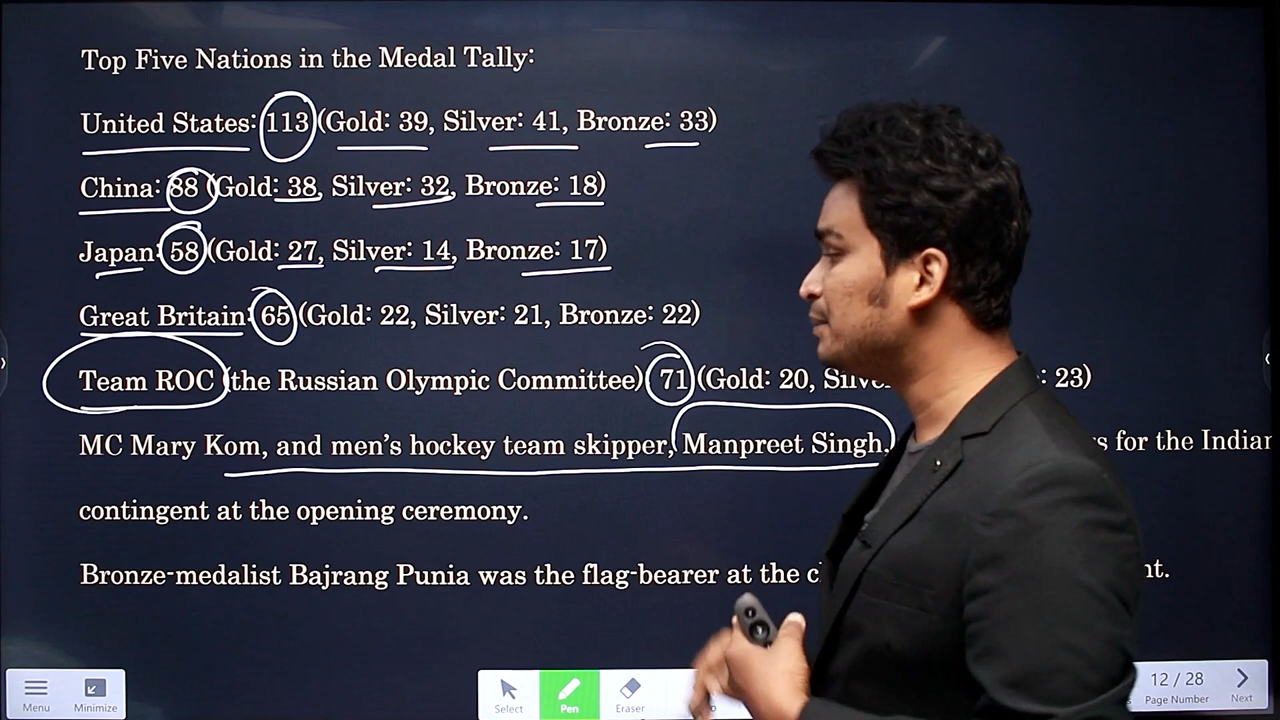 Top Five Nations in the Medal Tally:
United States: 113 (Gold: 39, Silver: 41, Bronze: 33)
China: 88 (Gold: 38, Silver: 32, Bronze: 18)
Japan: 58 (Gold: 27, Silver: 14, Bronze: 17)
Great Britain: 65 (Gold: 22, Silver: 21, Bronze: 22)
Team ROC (the Russian Olympic Committee): 71 (Gold: 20, : 23)
MC Mary Kom, and men's hockey team skipper, Manpreet Singh, for the Indian
contingent at the opening ceremony.
Bronze-medalist Bajrang Punia was the flag-bearer at the
Menu Minimize Select Pen Eraser 12 / 28 Page Number Next